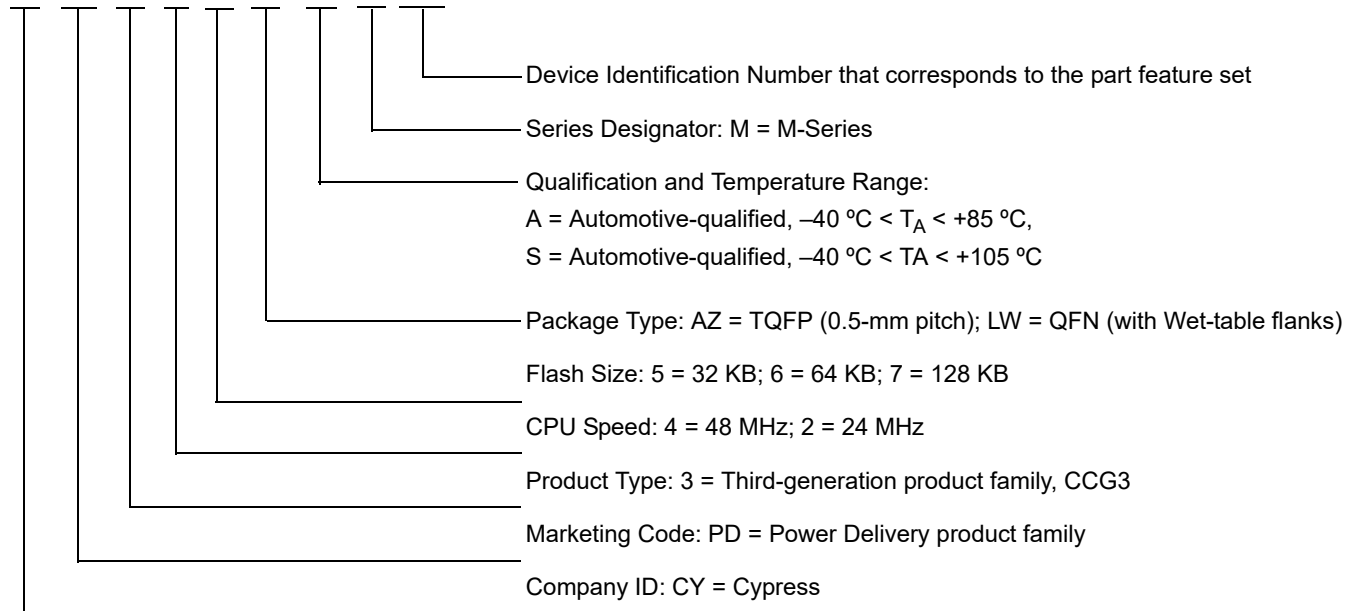 Device Identification Number that corresponds to the part feature set
Series Designator: M = M-Series
Qualification and Temperature Range:
A = Automotive-qualified, –40 ºC < TA < +85 ºC,
S = Automotive-qualified, –40 ºC < TA < +105 ºC
Package Type: AZ = TQFP (0.5-mm pitch); LW = QFN (with Wet-table flanks)
Flash Size: 5 = 32 KB; 6 = 64 KB; 7 = 128 KB
CPU Speed: 4 = 48 MHz; 2 = 24 MHz
Product Type: 3 = Third-generation product family, CCG3
Marketing Code: PD = Power Delivery product family
Company ID: CY = Cypress